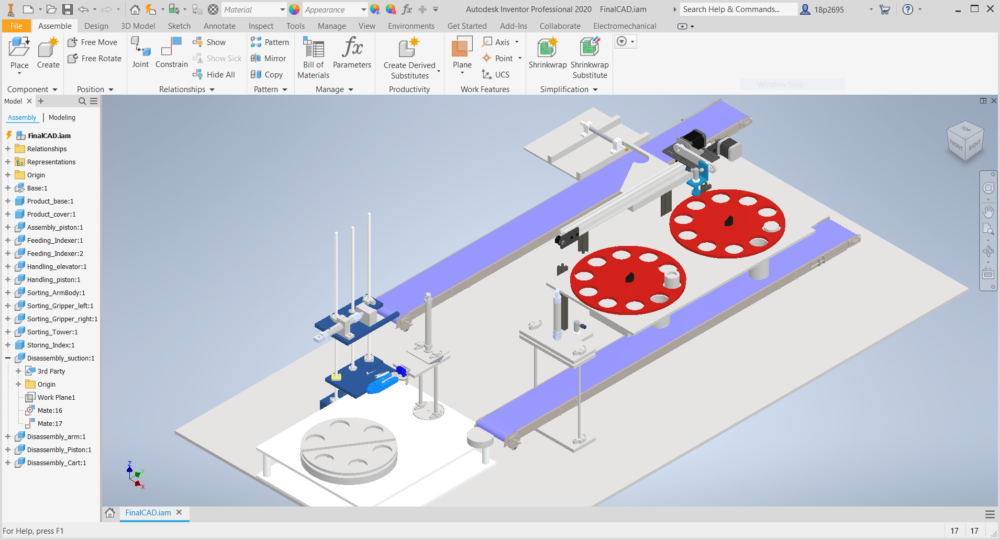 PRO
Material
Appearance
fx
Autodesk Inventor Professional 2020   FinalCAD.iam
Search Help & Commands...
18p2695
File
Assemble
Design
3D Model
Sketch
Annotate
Inspect
Tools
Manage
View
Environments
Get Started
Add-Ins
Collaborate
Electromechanical
Place
Create
Free Move
Free Rotate
Joint
Constrain
Show
Show Sick
Hide All
Pattern
Mirror
Copy
Bill of
Materials
fx
Parameters
Create Derived
Substitutes
Plane
Axis
Point
UCS
Shrinkwrap
Shrinkwrap
Substitute
Window Snip
Component
Position
Relationships
Pattern
Manage
Productivity
Work Features
Simplification
Model
Assembly
Modeling
FinalCAD.iam
Relationships
Representations
Origin
Base:1
Product_base:1
Product_cover:1
Assembly_piston:1
Feeding_Indexer:1
Feeding_Indexer:2
Handling_elevator:1
Handling_piston:1
Sorting_ArmBody:1
Sorting_Gripper_left:1
Sorting_Gripper_right:1
Sorting_Tower:1
Storing_Index:1
Disassembly_suction:1
3rd Party
Origin
Work Plane1
Mate:16
Mate:17
Disassembly_arm:1
Disassembly_Piston:1
Disassembly_Cart:1
TOP
FRONT
RIGHT
Z
Y
X
FinalCAD.iam
For Help, press F1
17
17